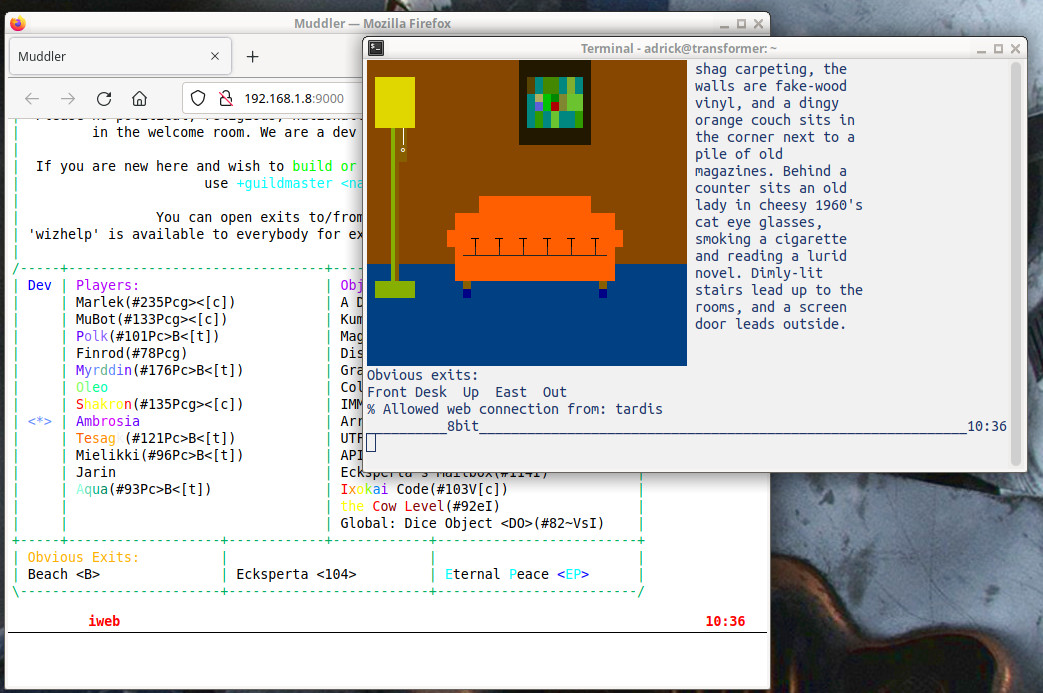 Muddler — Mozilla Firefox
Muddler
192.168.1.8:9000
in the welcome room. We are a dev
If you are new here and wish to build or
use +guildmaster <na
You can open exits to/from
'wizhelp' is available to everybody for ex
/-----+--------------------------------+------
| Dev | Players: | Obj
| | Marlek(#235Pcg><[c]) | A D
| | MuBot(#133Pcg><[c]) | Kum
| | Polk(#101Pc>B<[t]) | Mag
| | Finrod(#78Pcg) | Dis
| | Myrddin(#176Pc>B<[t]) | Gra
| | Oleo | Col
| | Shakron(#135Pcg><[c]) | IMM
| <*> | Ambrosia | Arr
| | Tesag (#121Pc>B<[t]) | UTF
| | Mielikki(#96Pc>B<[t]) | API
| | Jarin | Ecksperta's Mailbox(#114I)
| | Aqua(#93Pc>B<[t]) | Ixokai Code(#103V[c]) |
| | | the Cow Level(#92eI) |
| | | Global: Dice Object <DO>(#82~VsI) |
| Obvious Exits: | | |
| Beach <B> | Ecksperta <104> | Eternal Peace <EP> |
iweb 10:36
Terminal - adrick@transformer: ~
shag carpeting, the
walls are fake-wood
vinyl, and a dingy
orange couch sits in
the corner next to a
pile of old
magazines. Behind a
counter sits an old
lady in cheesy 1960's
cat eye glasses,
smoking a cigarette
and reading a lurid
novel. Dimly-lit
stairs lead up to the
rooms, and a screen
door leads outside.
Obvious exits:
Front Desk  Up  East  Out
% Allowed web connection from: tardis
__________8bit____________________________________________________________10:36